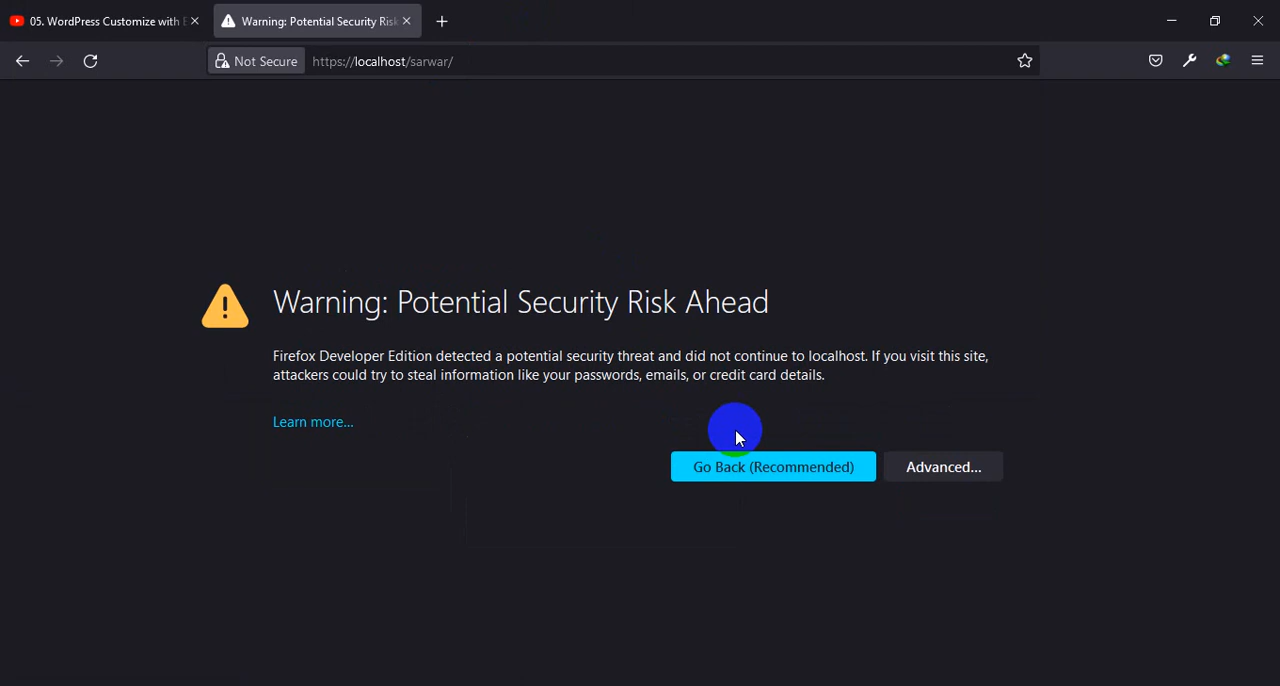 05. WordPress Customize with
Warning: Potential Security Risk
Not Secure
https://localhost/sarwar/
Warning: Potential Security Risk Ahead
Firefox Developer Edition detected a potential security threat and did not continue to localhost. If you visit this site,
attackers could try to steal information like your passwords, emails, or credit card details.
Learn more...
Go Back (Recommended)
Advanced...